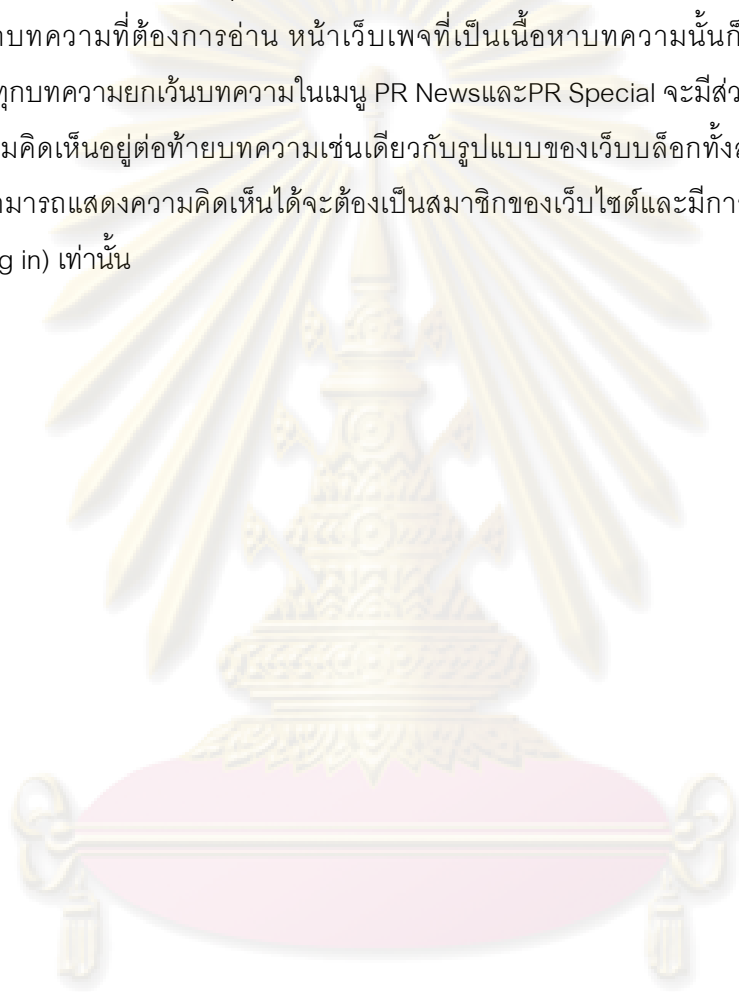 บทความที่ต้องการอ่าน หน้าเว็บเพจที่เป็นเนื้อหาบทความนั้นก็
ทุกบทความยกเว้นบทความในเมนู PR NewsและPR Special จะมี
คิดเห็นอยู่ต่อท้ายบทความเช่นเดียวกับรูปแบบของเว็บบล็อกทั้ง
ามารถแสดงความคิดเห็นได้จะต้องเป็นสมาชิกของเว็บไซต์และมีการ
g in) เท่านั้น